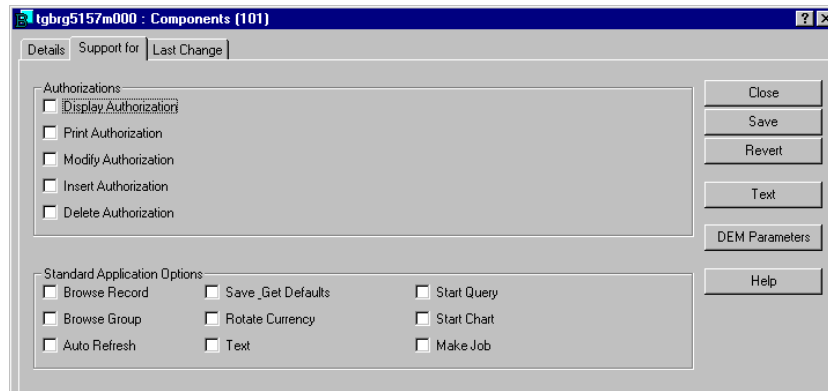 tgbrg5157m000 : Components (101)
Details Support for Last Change
Authorizations
Display Authorization
Print Authorization
Modify Authorization
Insert Authorization
Delete Authorization
Close
Save
Revert
Text
DEM Parameters
Help
Standard Application Options
Browse Record Save_Get Defaults Start Query
Browse Group Rotate Currency Start Chart
Auto Refresh Text Make Job